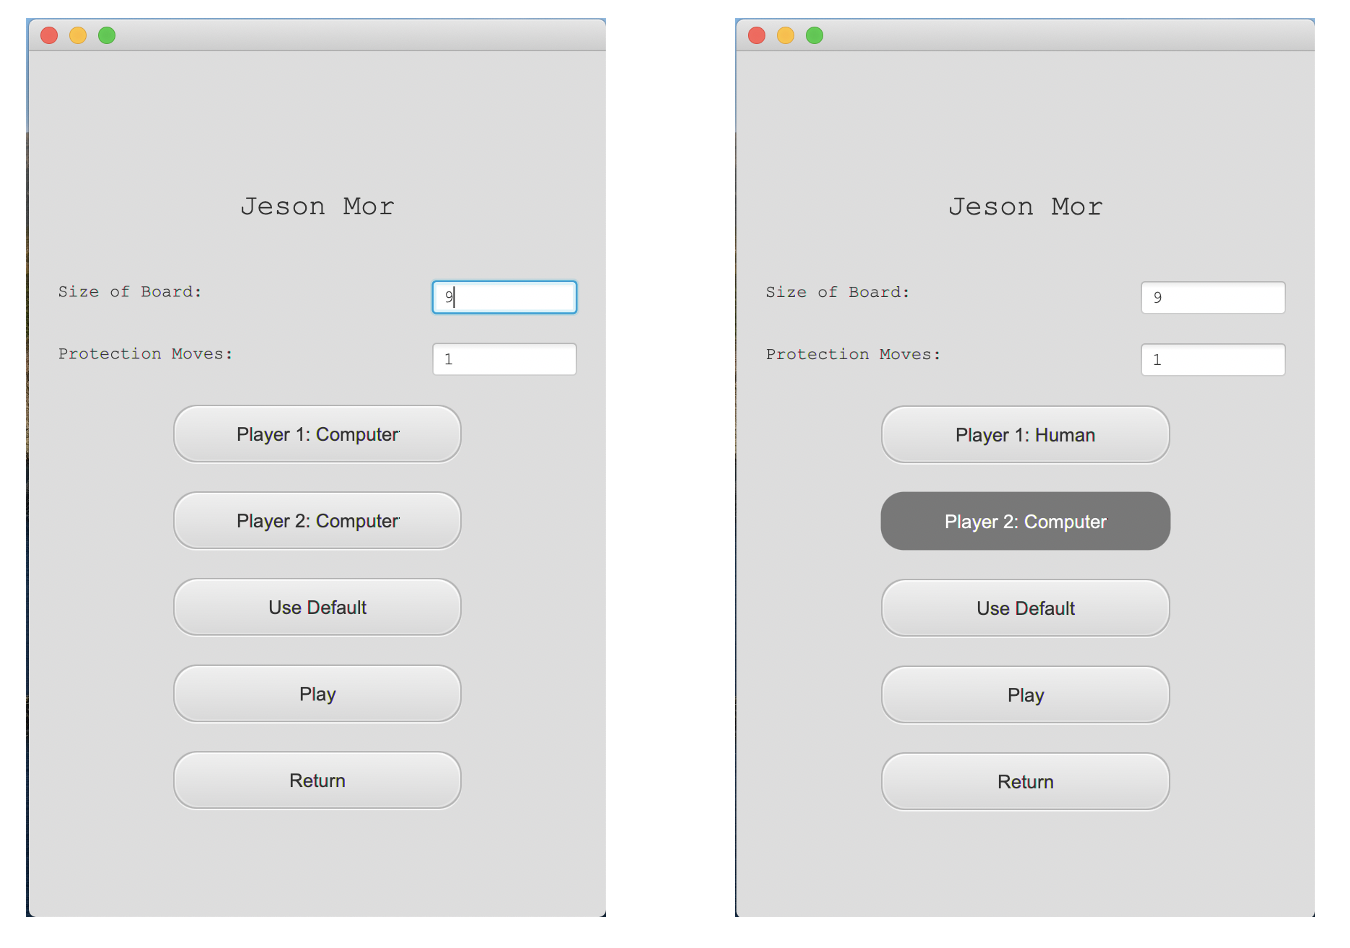 Jeson Mor
Size of Board:
9
Protection Moves:
1
Player 1: Computer
Player 2: Computer
Use Default
Play
Return
Jeson Mor
Size of Board:
9
Protection Moves:
1
Player 1: Human
Player 2: Computer
Use Default
Play
Return